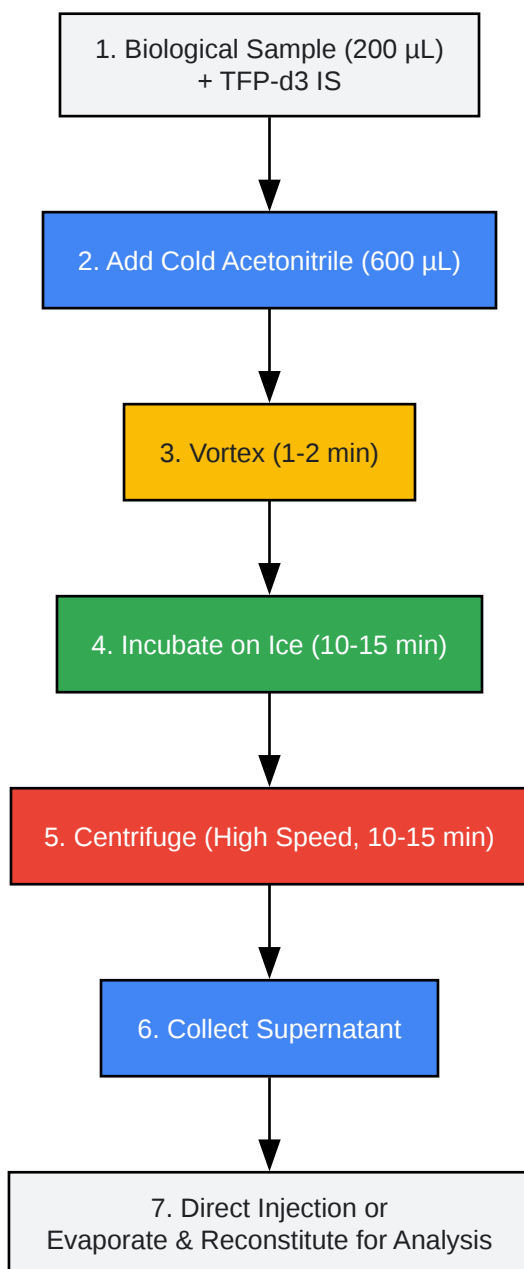 1. Biological Sample (200 µL)
+ TFP-d3 IS
2. Add Cold Acetonitrile (600 µL)
3. Vortex (1-2 min)
4. Incubate on Ice (10-15 min)
5. Centrifuge (High Speed, 10-15 min)
6. Collect Supernatant
7. Direct Injection or
Evaporate & Reconstitute for Analysis